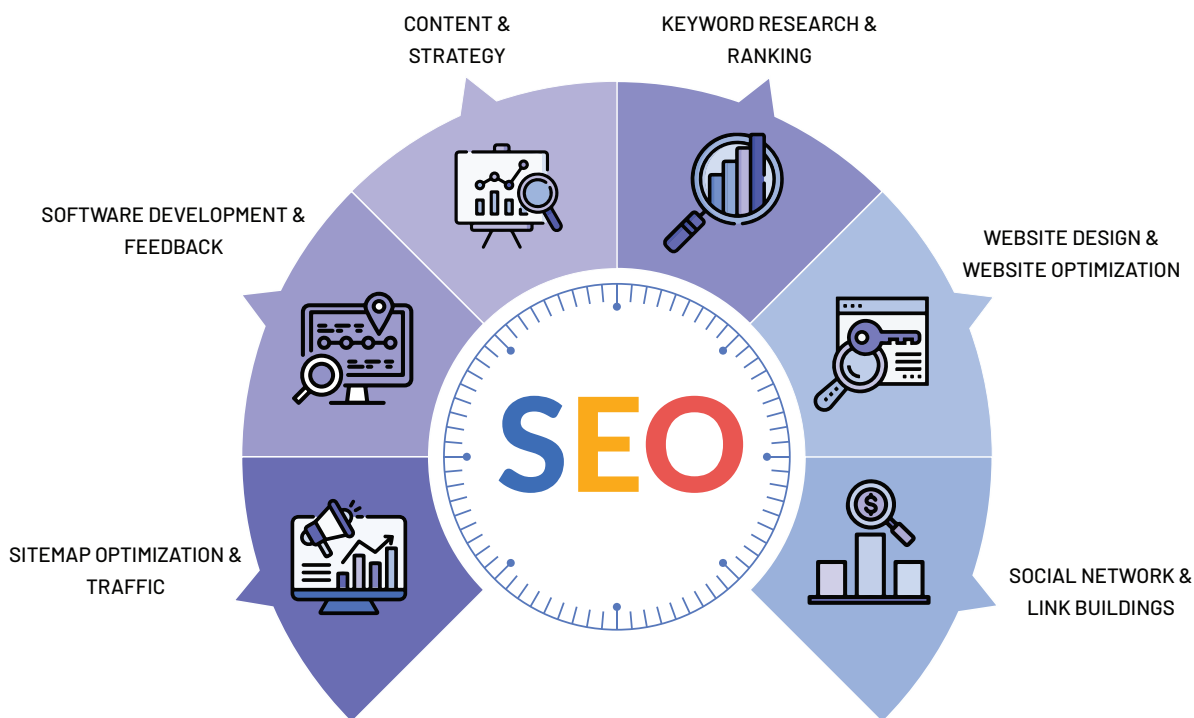 CONTENT &
STRATEGY
KEYWORD RESEARCH &
RANKING
SOFTWARE DEVELOPMENT &
FEEDBACK
WEBSITE DESIGN &
WEBSITE OPTIMIZATION
SEO
$
SITEMAP OPTIMIZATION &
TRAFFIC
SOCIAL NETWORK &
LINK BUILDINGS